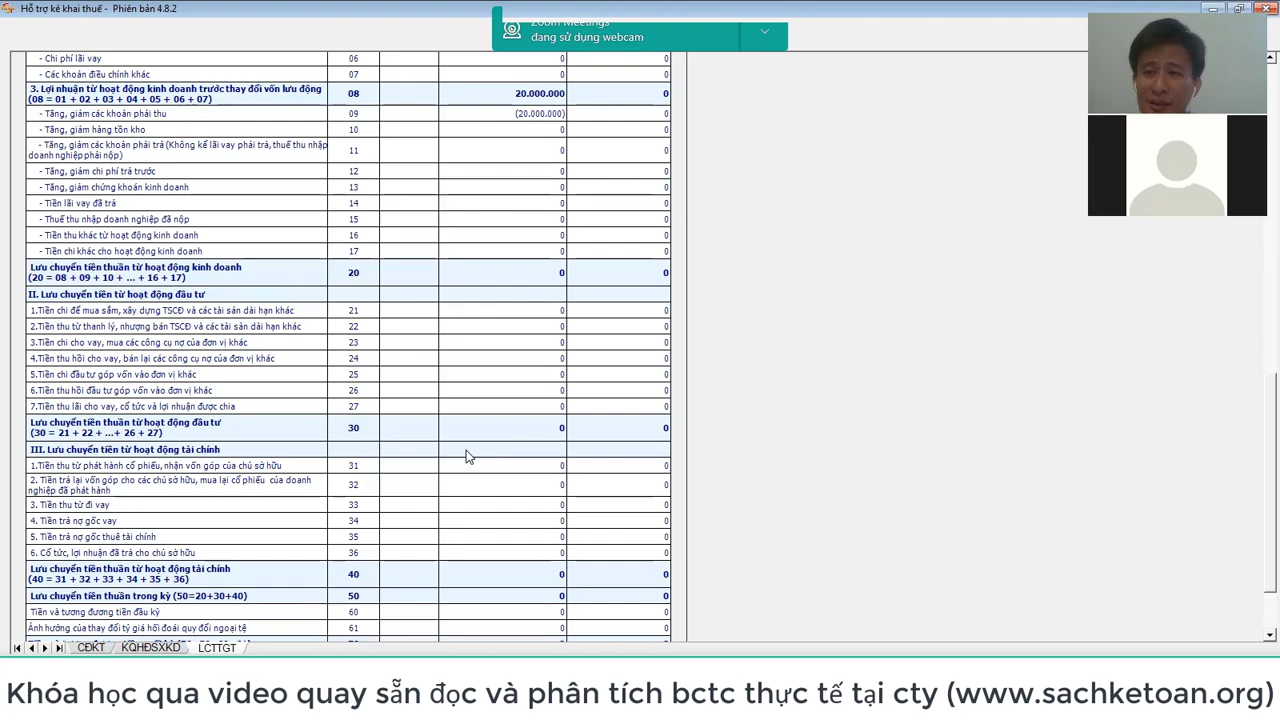 Hỗ trợ kê khai thuế - Phiên bản 4.8.2
Zoom Meetings
đang sử dụng webcam
- Chi phí lãi vay 06 0 0
- Các khoản điều chỉnh khác 07 0 0
3. Lợi nhuận từ hoạt động kinh doanh trước thay đổi vốn lưu động
(08 = 01 + 02 + 03 + 04 + 05 + 06 + 07) 08 20.000.000 0
- Tăng, giảm các khoản phải thu 09 (20.000.000) 0
- Tăng, giảm hàng tồn kho 10 0 0
- Tăng, giảm các khoản phải trả (Không kể lãi vay phải trả, thuế thu nhập
doanh nghiệp phải nộp) 11 0 0
- Tăng, giảm chi phí trả trước 12 0 0
- Tăng, giảm chứng khoán kinh doanh 13 0 0
- Tiền lãi vay đã trả 14 0 0
- Thuế thu nhập doanh nghiệp đã nộp 15 0 0
- Tiền thu khác từ hoạt động kinh doanh 16 0 0
- Tiền chi khác cho hoạt động kinh doanh 17 0 0
Lưu chuyển tiền thuần từ hoạt động kinh doanh
(20 = 08 + 09 + 10 + ... + 16 + 17) 20 0 0
II. Lưu chuyển tiền từ hoạt động đầu tư
1.Tiền chi để mua sắm, xây dựng TSCĐ và các tài sản dài hạn khác 21 0 0
2.Tiền thu từ thanh lý, nhượng bán TSCĐ và các tài sản dài hạn khác 22 0 0
3.Tiền chi cho vay, mua các công cụ nợ của đơn vị khác 23 0 0
4.Tiền thu hồi cho vay, bán lại các công cụ nợ của đơn vị khác 24 0 0
5.Tiền chi đầu tư góp vốn vào đơn vị khác 25 0 0
6.Tiền thu hồi đầu tư góp vốn vào đơn vị khác 26 0 0
7.Tiền thu lãi cho vay, cổ tức và lợi nhuận được chia 27 0 0
Lưu chuyển tiền thuần từ hoạt động đầu tư
(30 = 21 + 22 + ...+ 26 + 27) 30 0 0
III. Lưu chuyển tiền từ hoạt động tài chính
1.Tiền thu từ phát hành cổ phiếu, nhận vốn góp của chủ sở hữu 31 0 0
2. Tiền trả lại vốn góp cho các chủ sở hữu, mua lại cổ phiếu của doanh
nghiệp đã phát hành 32 0 0
3. Tiền thu từ đi vay 33 0 0
4. Tiền trả nợ gốc vay 34 0 0
5. Tiền trả nợ gốc thuê tài chính 35 0 0
6. Cổ tức, lợi nhuận đã trả cho chủ sở hữu 36 0 0
Lưu chuyển tiền thuần từ hoạt động tài chính
(40 = 31 + 32 + 33 + 34 + 35 + 36) 40 0 0
Lưu chuyển tiền thuần trong kỳ (50=20+30+40) 50 0 0
Tiền và tương đương tiền đầu kỳ 60 0 0
Ảnh hưởng của thay đổi tỷ giá hối đoái quy đổi ngoại tệ 61 0 0
CĐKT KQHĐSXKD LCTTGT
Khóa học qua video quay sẵn đọc và phân tích bctc thực tế tại cty (www.sachketoan.org)